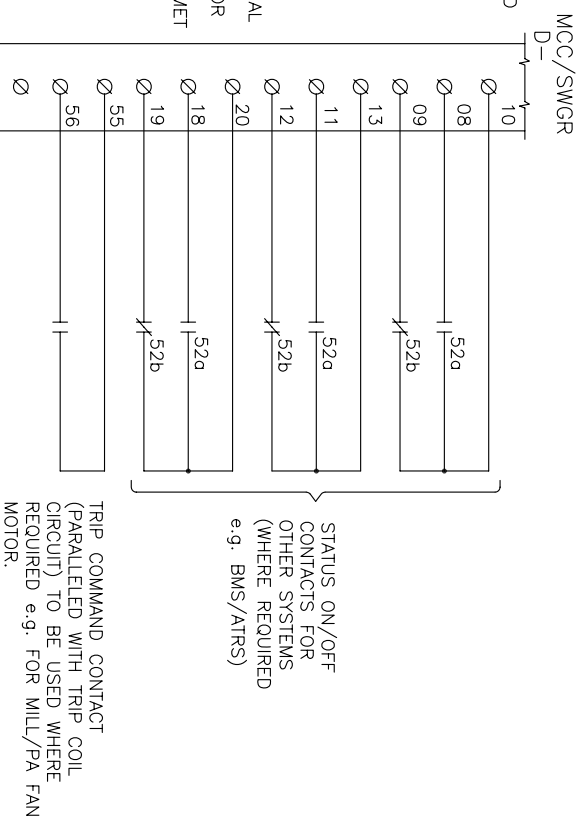 MCC/SWGR
D-
D
AL
OR
MET
10
08
52a
09
52b
13
11
52a
12
52b
20
18
52a
19
52b
55
56
STATUS ON/OFF
CONTACTS FOR
OTHER SYSTEMS
(WHERE REQUIRED
e.g. BMS/ATRS)
TRIP COMMAND CONTACT
(PARALLELED WITH TRIP COIL
CIRCUIT) TO BE USED WHERE
REQUIRED e.g. FOR MILL/PA FAN
MOTOR.